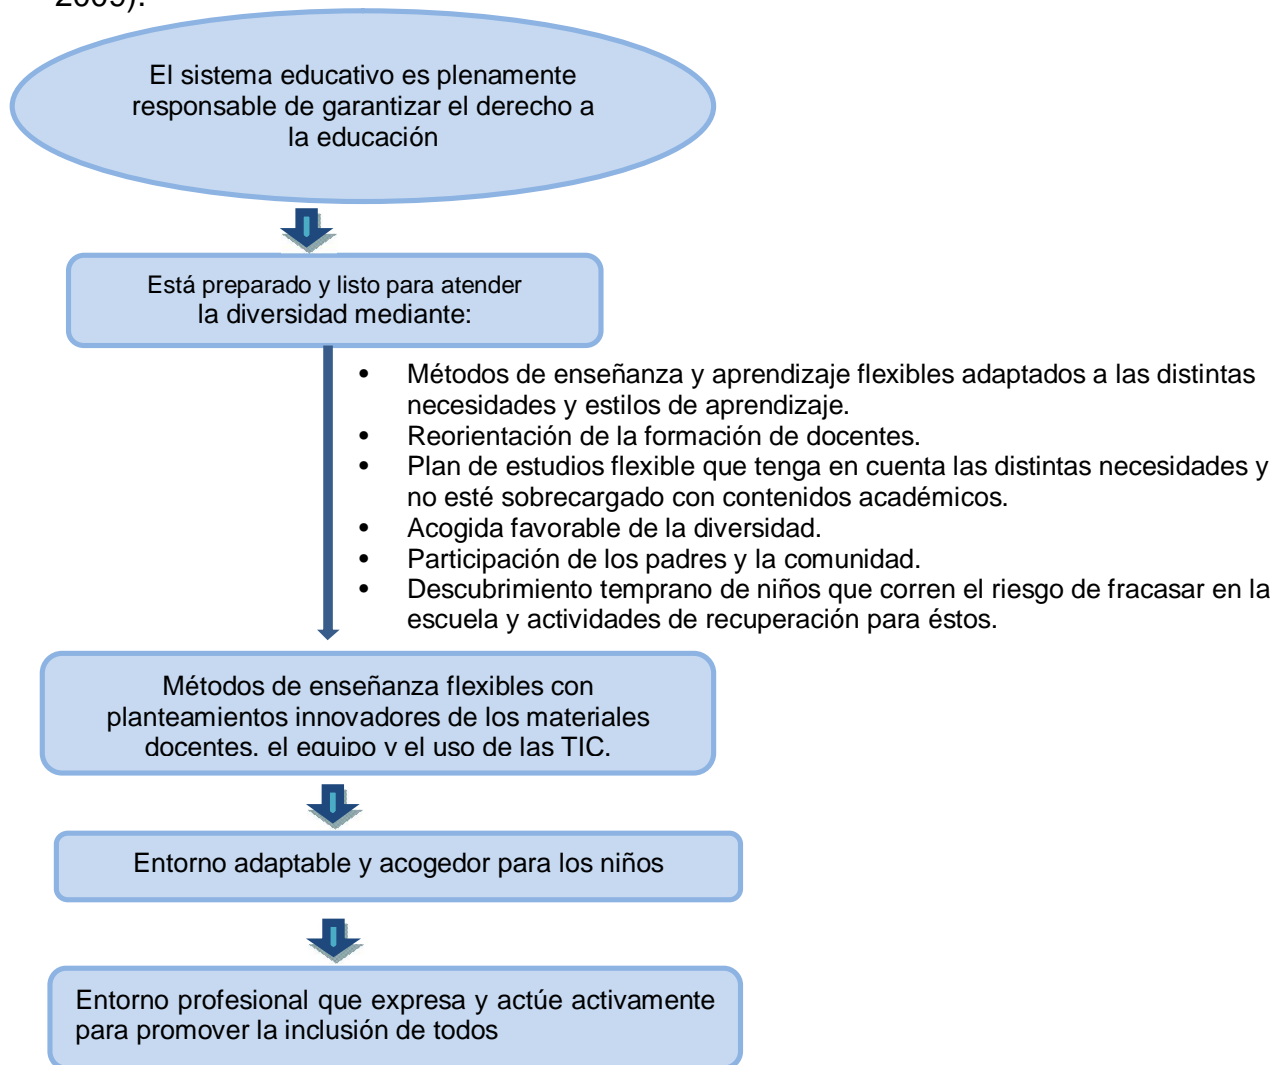 2009).
El sistema educativo es plenamente
responsable de garantizar el derecho a
la educación
Está preparado y listo para atender
la diversidad mediante:
• Métodos de enseñanza y aprendizaje flexibles adaptados a las distintas
necesidades y estilos de aprendizaje.
• Reorientación de la formación de docentes.
• Plan de estudios flexible que tenga en cuenta las distintas necesidades y
no esté sobrecargado con contenidos académicos.
• Acogida favorable de la diversidad.
• Participación de los padres y la comunidad.
• Descubrimiento temprano de niños que corren el riesgo de fracasar en la
escuela y actividades de recuperación para éstos.
Métodos de enseñanza flexibles con
planteamientos innovadores de los materiales
docentes, el equipo y el uso de las TIC.
Entorno adaptable y acogedor para los niños
Entorno profesional que expresa y actúe activamente
para promover la inclusión de todos